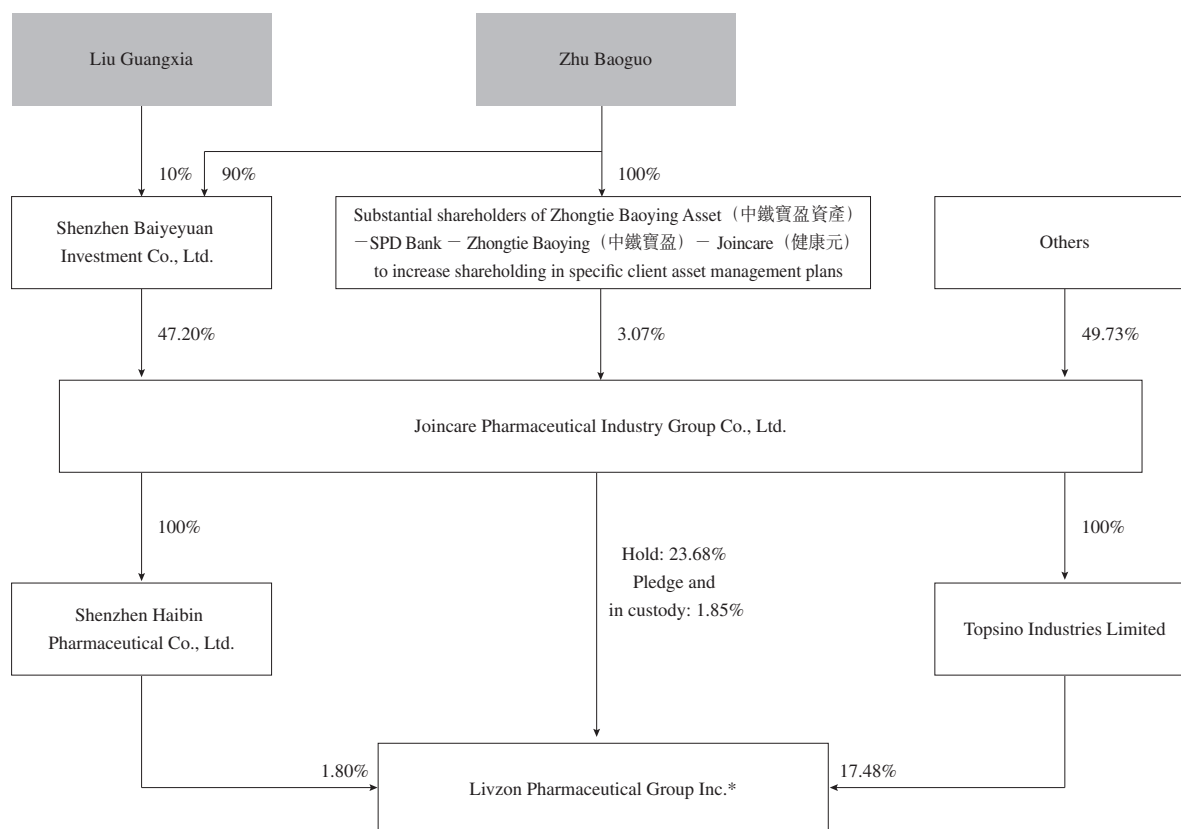 Liu Guangxia
Zhu Baoguo
10%
90%
100%
Shenzhen Baiyeyuan
Investment Co., Ltd.
Substantial shareholders of Zhongtie Baoying Asset（中鐵寶盈資產）
－SPD Bank － Zhongtie Baoying（中鐵寶盈）－ Joincare（健康元）
to increase shareholding in specific client asset management plans
Others
47.20%
3.07%
49.73%
Joincare Pharmaceutical Industry Group Co., Ltd.
100%
Hold: 23.68%
Pledge and
in custody: 1.85%
100%
Shenzhen Haibin
Pharmaceutical Co., Ltd.
Topsino Industries Limited
1.80%
Livzon Pharmaceutical Group Inc.*
17.48%